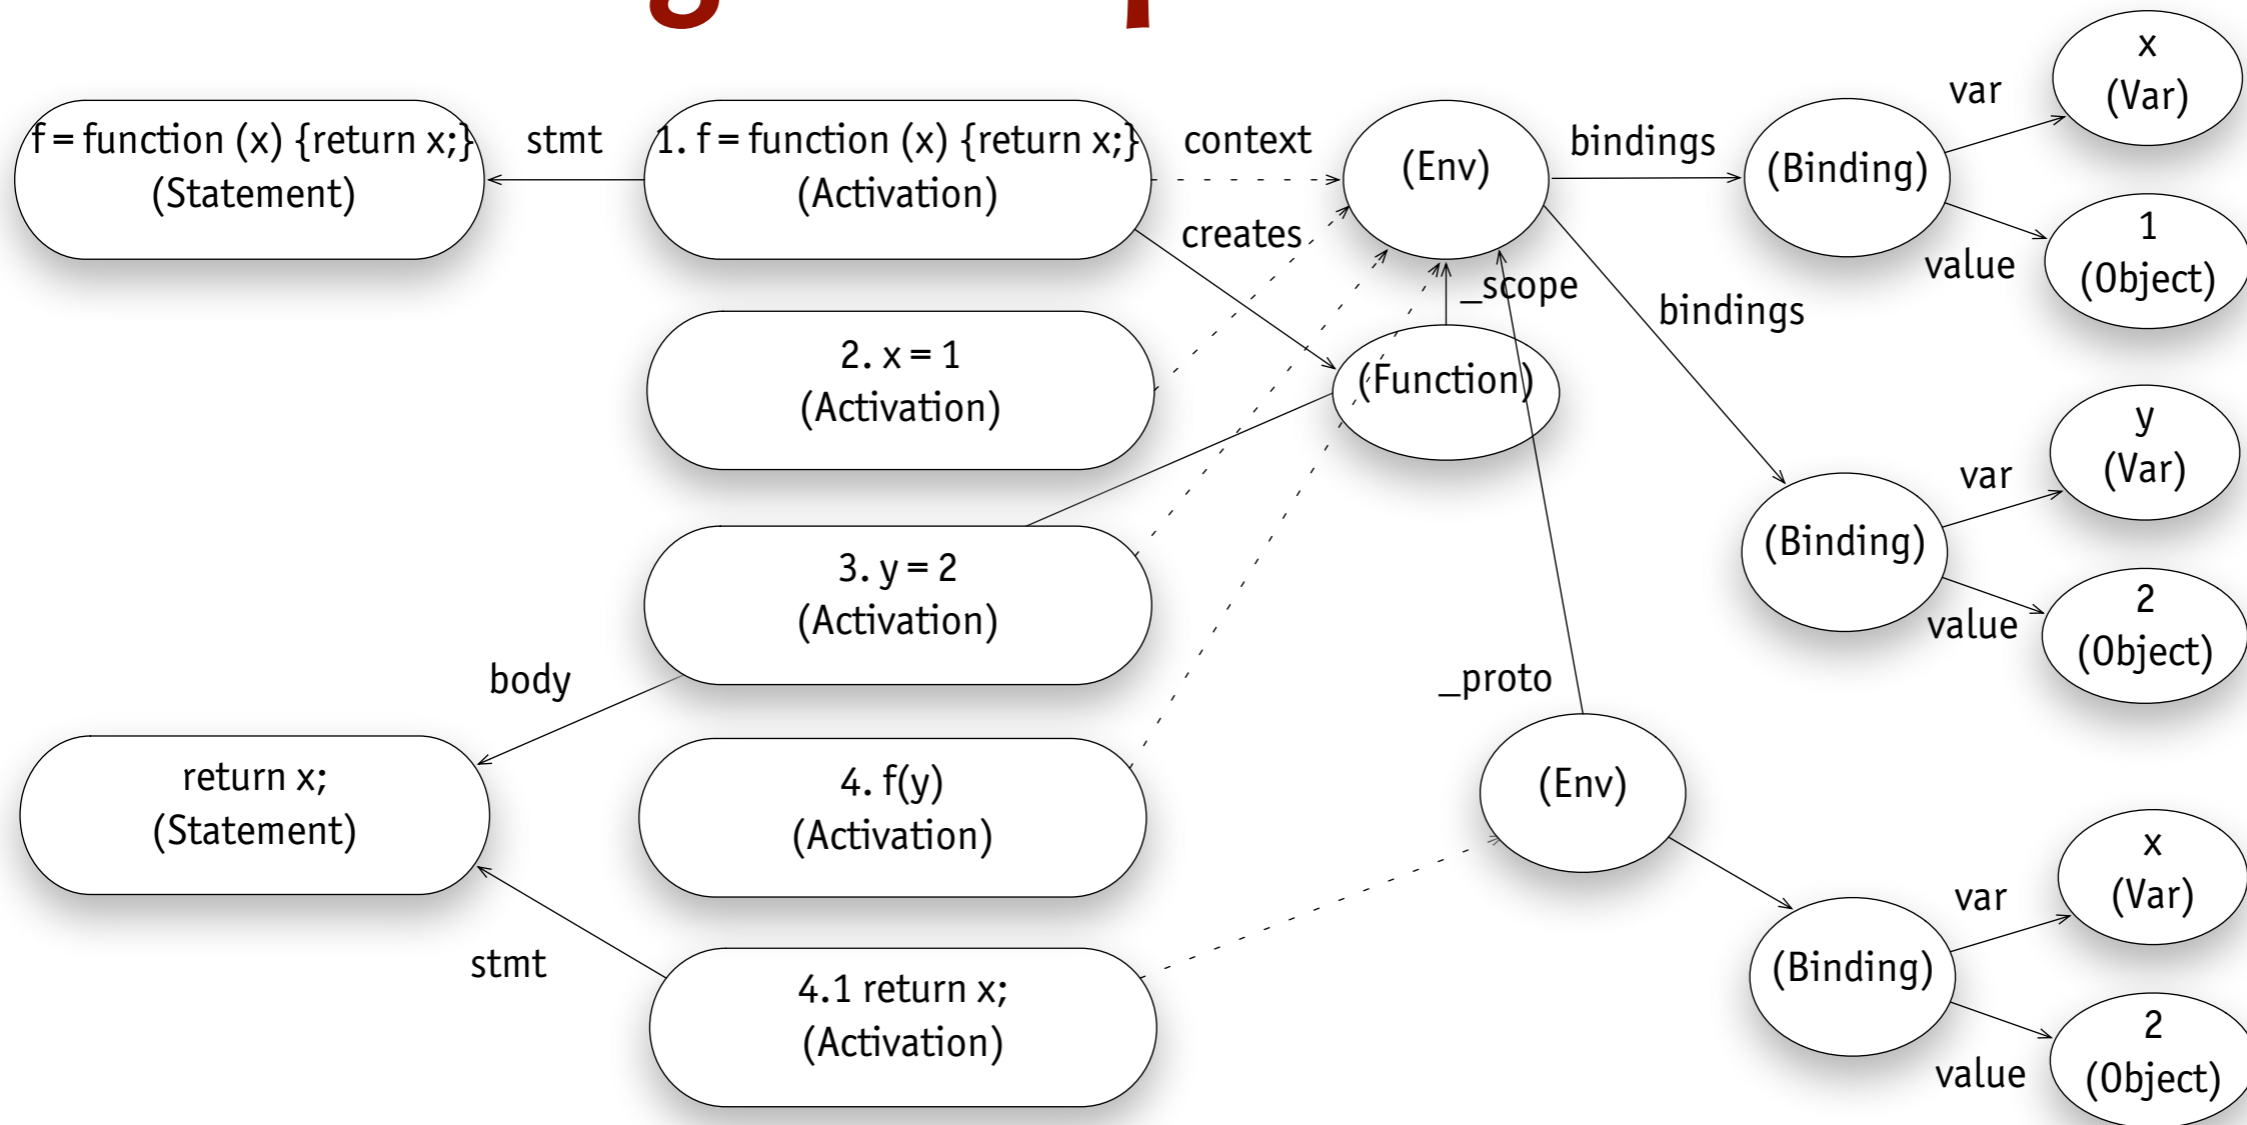 x
(Var)
var
f = function (x) {return x;}
(Statement)
stmt
1. f = function (x) {return x;}
(Activation)
context
(Env)
bindings
(Binding)
1
(Object)
value
creates
_scope
bindings
2. x = 1
(Activation)
(Function)
y
(Var)
var
(Binding)
2
(Object)
value
3. y = 2
(Activation)
body
_proto
return x;
(Statement)
4. f(y)
(Activation)
(Env)
x
(Var)
var
(Binding)
2
(Object)
value
stmt
4.1 return x;
(Activation)